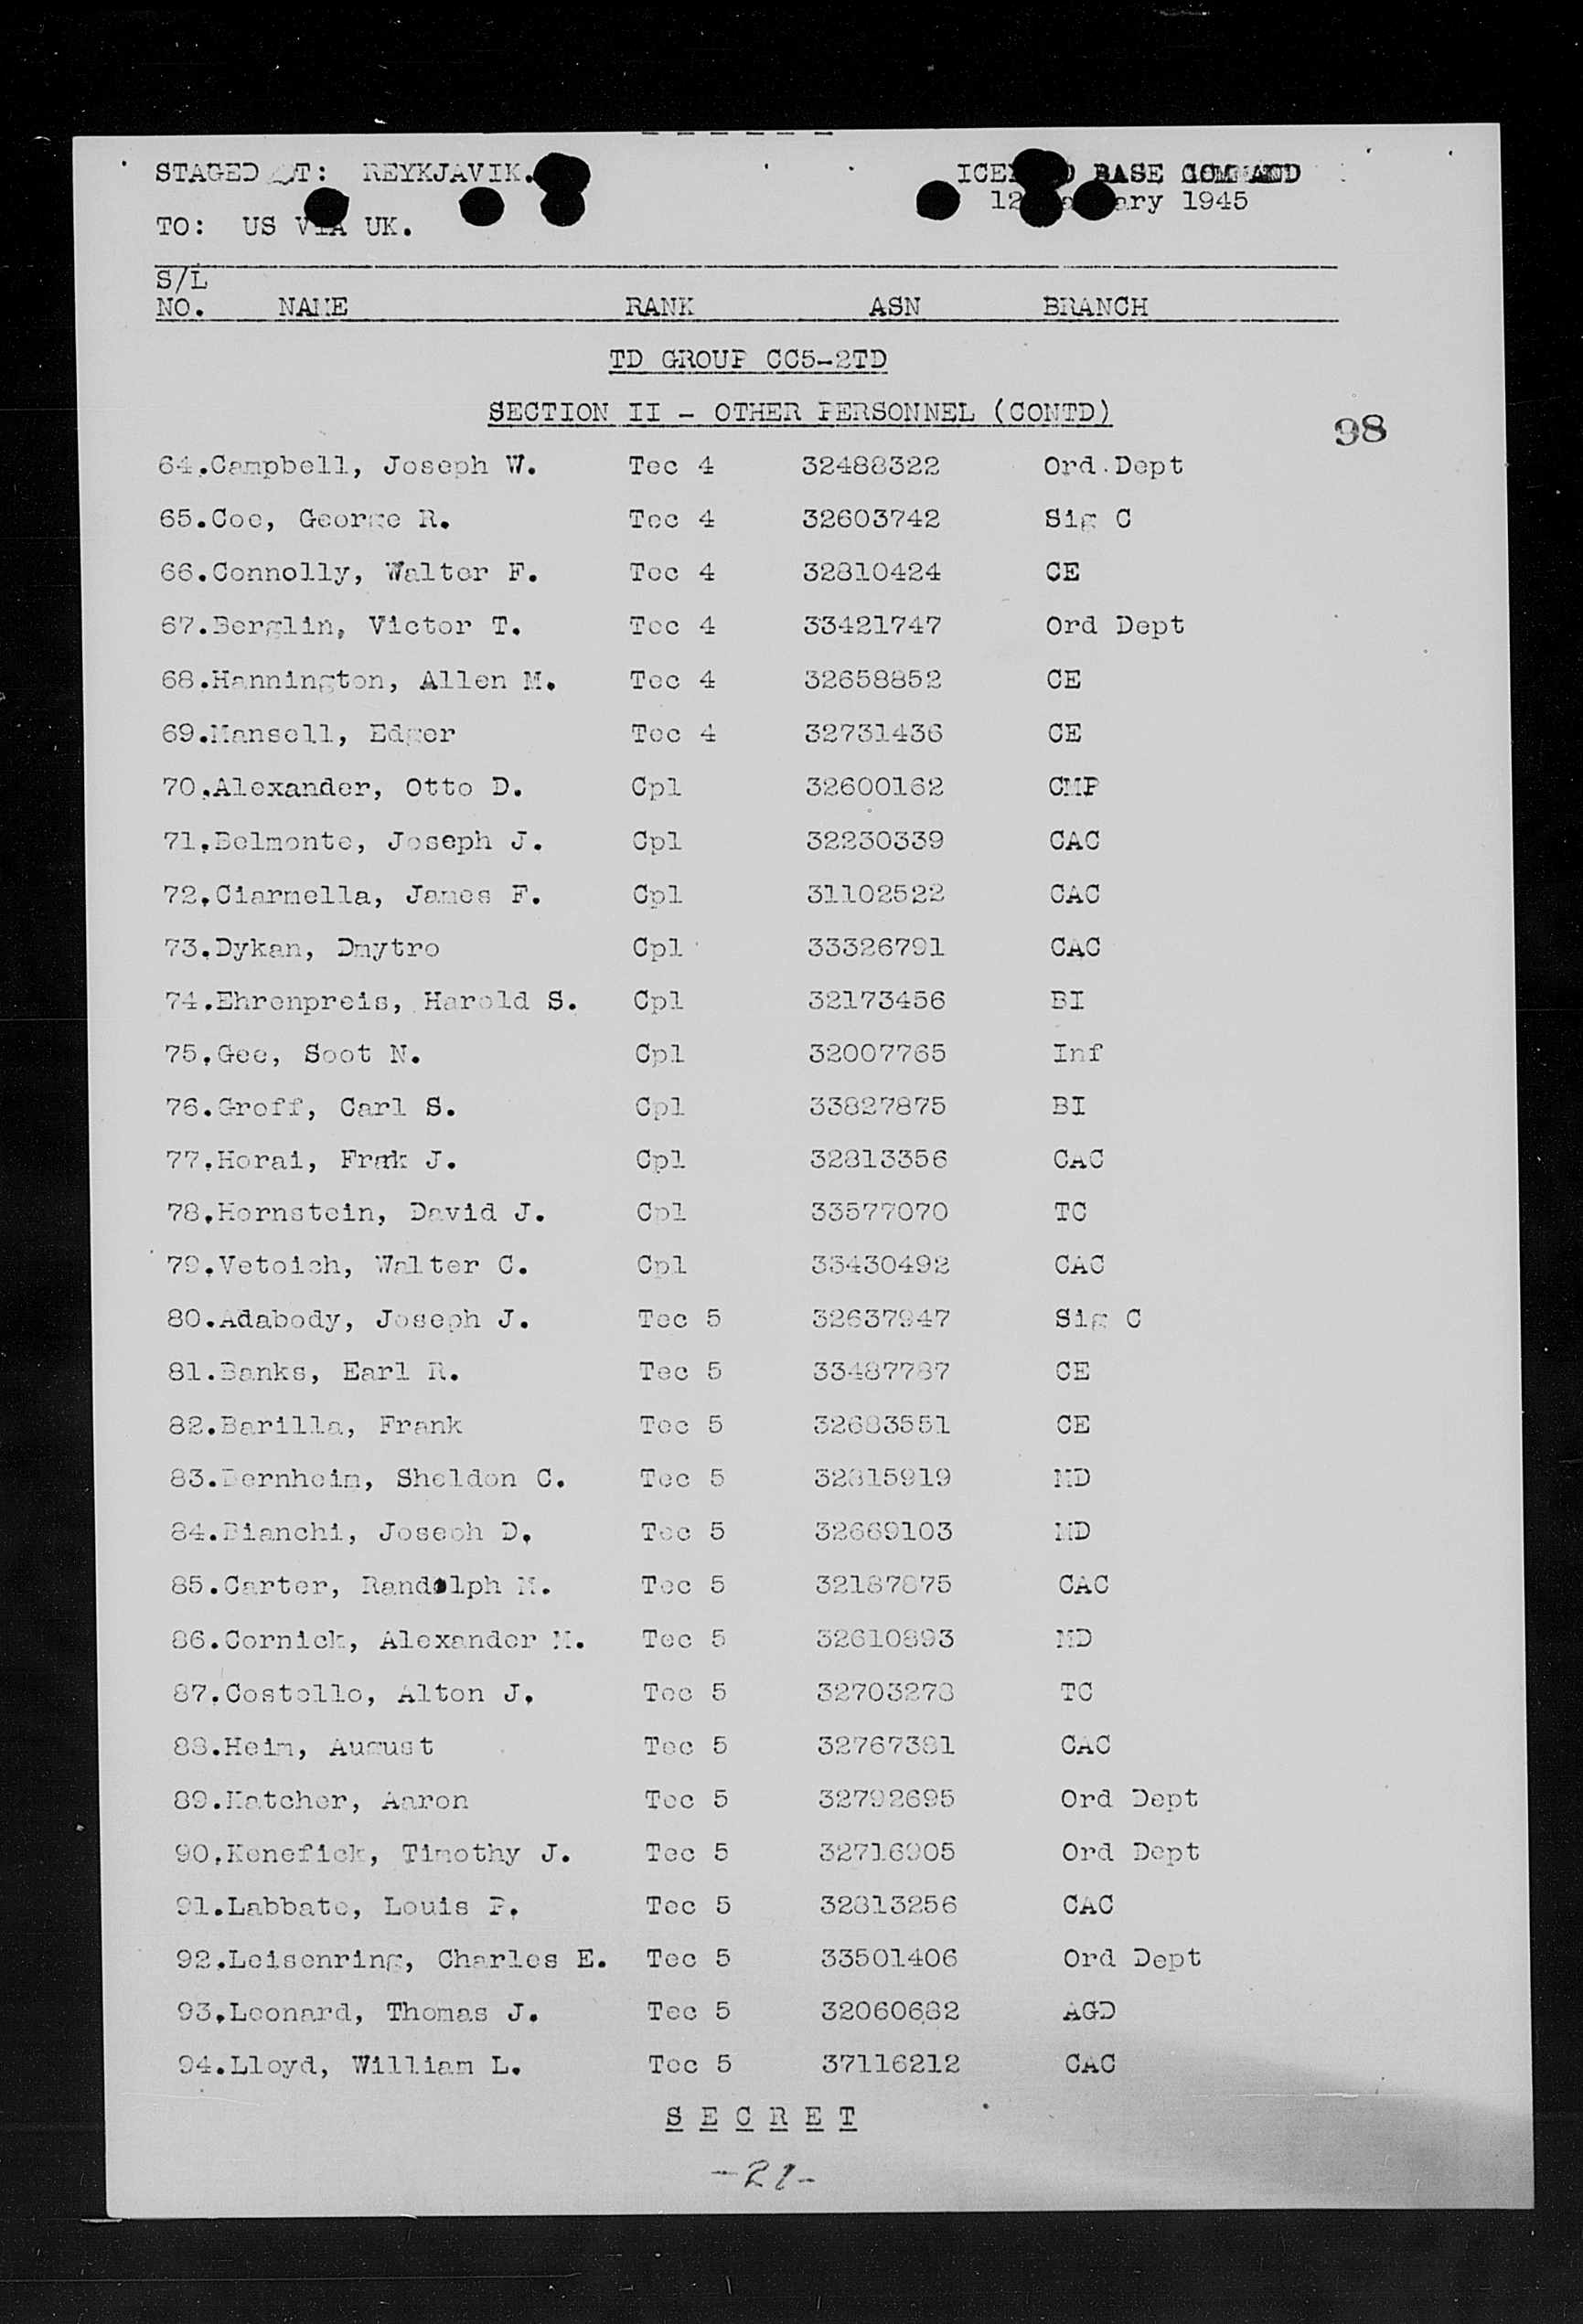 STAGED AT: REYKJAVIK. ICELAND BASE COMMAND
12 1945
TO: US VIA UK.
S/L
NO. NAME RANK ASN BRANCH
TD GROUP CC5-2TD
SECTION II - OTHER PERSONNEL (CONTD)
98
64.Campbell, Joseph W. Tec 4 32488322 Ord.Dept
65.Coe, George R. Tec 4 32603742 Sig C
66.Connolly, Walter F. Tec 4 32810424 CE
67.Berglin, Victor T. Tec 4 33421747 Ord Dept
68.Hannington, Allen M. Tec 4 32658852 CE
69.Mansell, Edger Tec 4 32731436 CE
70.Alexander, Otto D. Cpl 32600162 CMP
71.Belmonte, Joseph J. Cpl 32230339 CAC
72.Ciarmella, James F. Cpl 31102522 CAC
73.Dykan, Dmytro Cpl 33326791 CAC
74.Ehrenpreis, Harold S. Cpl 32173456 BI
75.Gee, Soot N. Cpl 32007765 Inf
76.Groff, Carl S. Cpl 33827875 BI
77.Horai, Frank J. Cpl 32813356 CAC
78.Hornstein, David J. Cpl 33577070 TC
79.Vetoich, Walter C. Cpl 33430492 CAC
80.Adabody, Joseph J. Tec 5 32637947 Sig C
81.Banks, Earl R. Tec 5 33487787 CE
82.Barilla, Frank Tec 5 32683551 CE
83.Bernheim, Sheldon C. Tec 5 32815919 MD
84.Bianchi, Joseph D. Tec 5 32669103 MD
85.Carter, Randolph M. Tec 5 32187875 CAC
86.Cornick, Alexander M. Tec 5 32610893 MD
87.Costello, Alton J. Tec 5 32703278 TC
88.Heim, August Tec 5 32767381 CAC
89.Katcher, Aaron Tec 5 32792695 Ord Dept
90.Kenefick, Timothy J. Tec 5 32716905 Ord Dept
91.Labbate, Louis P. Tec 5 32813256 CAC
92.Leisenring, Charles E. Tec 5 33501406 Ord Dept
93.Leonard, Thomas J. Tec 5 32060682 AGD
94.Lloyd, William L. Tec 5 37116212 CAC
S E C R E T
-21-